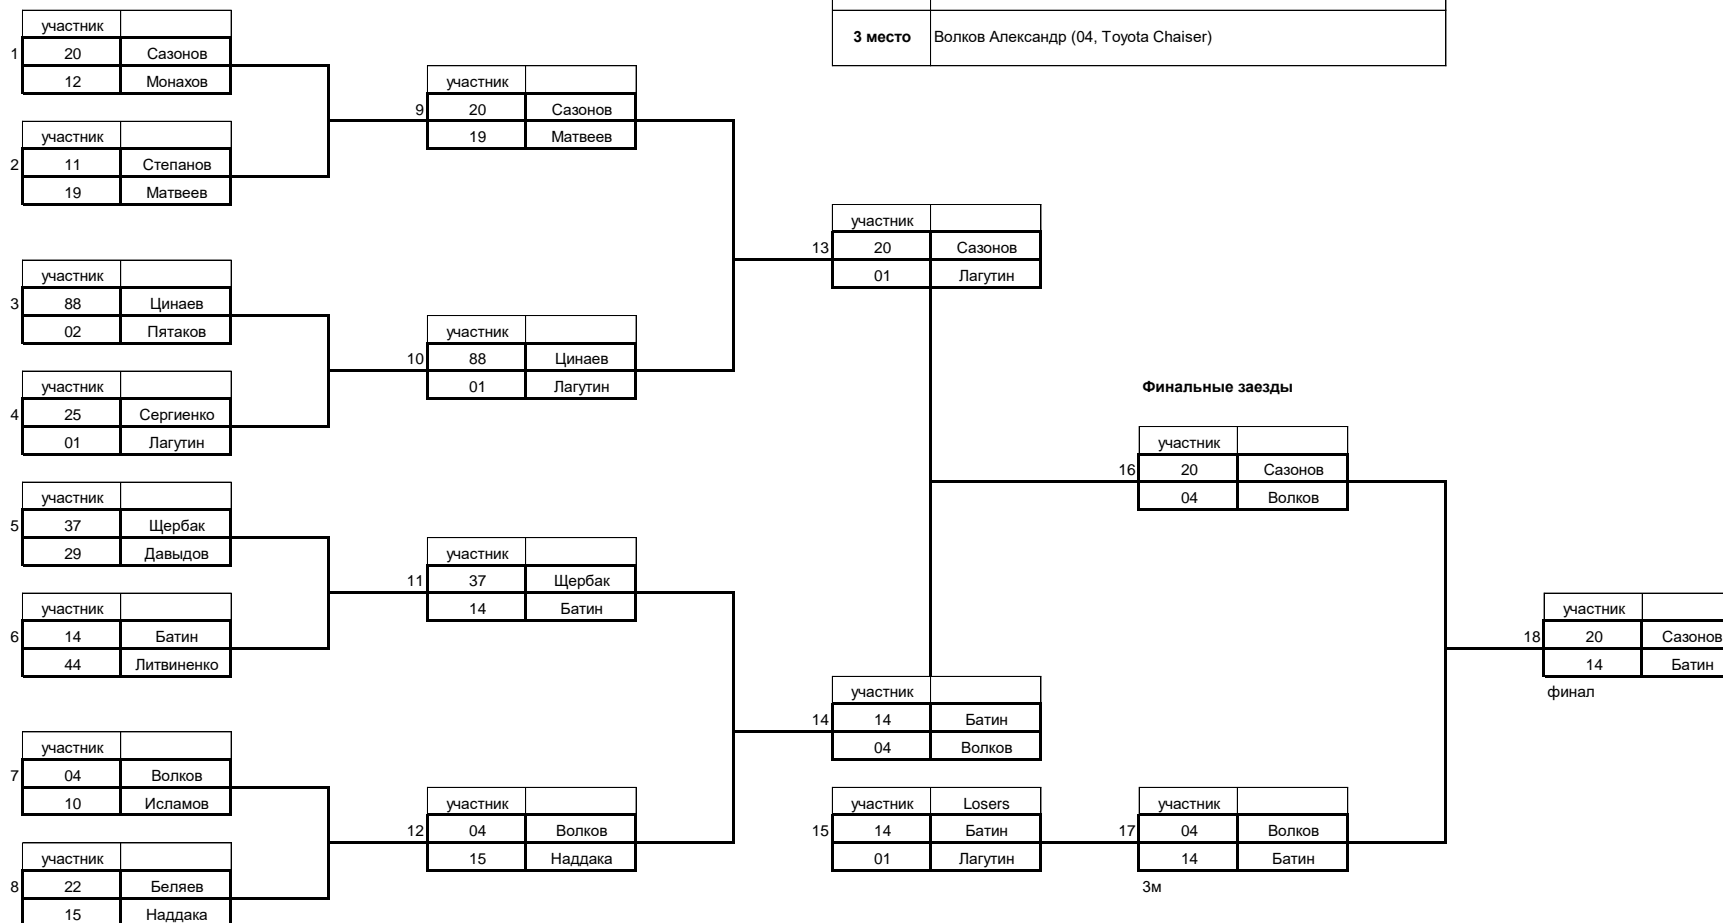 3 место Волков Александр (04, Toyota Chaiser)
участник
1 20 Сазонов
12 Монахов
участник
2 11 Степанов
19 Матвеев
участник
3 88 Цинаев
02 Пятаков
участник
4 25 Сергиенко
01 Лагутин
участник
5 37 Щербак
29 Давыдов
участник
6 14 Батин
44 Литвиненко
участник
7 04 Волков
10 Исламов
участник
8 22 Беляев
15 Наддака
участник
9 20 Сазонов
19 Матвеев
участник
10 88 Цинаев
01 Лагутин
участник
11 37 Щербак
14 Батин
участник
12 04 Волков
15 Наддака
участник
13 20 Сазонов
01 Лагутин
участник
14 14 Батин
04 Волков
участник Losers
15 14 Батин
01 Лагутин
Финальные заезды
участник
16 20 Сазонов
04 Волков
участник
17 04 Волков
14 Батин
3м
участник
18 20 Сазонов
14 Батин
финал